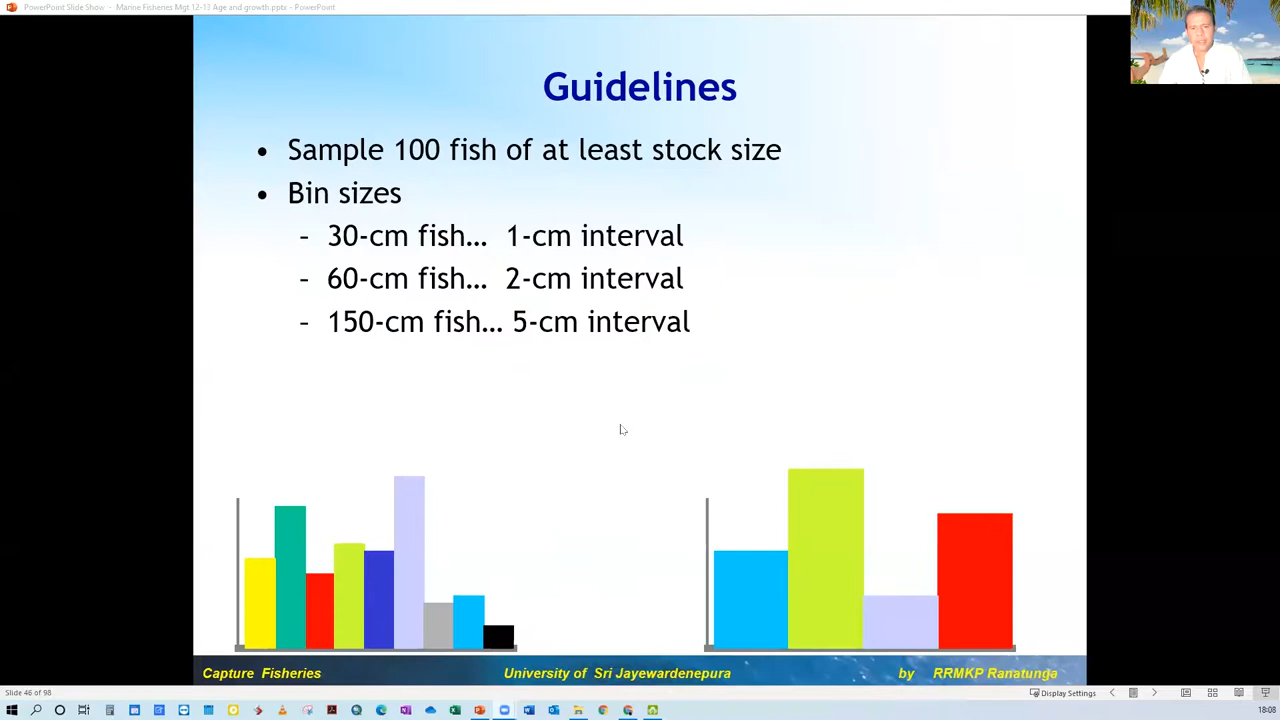 PowerPoint Slide Show - Marine Fisheries Mgt 12-13 Age and growth.pptx - PowerPoint
Guidelines
• Sample 100 fish of at least stock size
• Bin sizes
– 30-cm fish… 1-cm interval
– 60-cm fish… 2-cm interval
– 150-cm fish… 5-cm interval
Capture Fisheries University of Sri Jayewardenepura by RRMKP Ranatunga
Slide 46 of 98 Display Settings
18:08